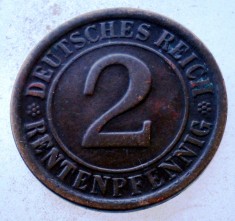 DEUTSCHES REICH
2
RENTENPFENNIG